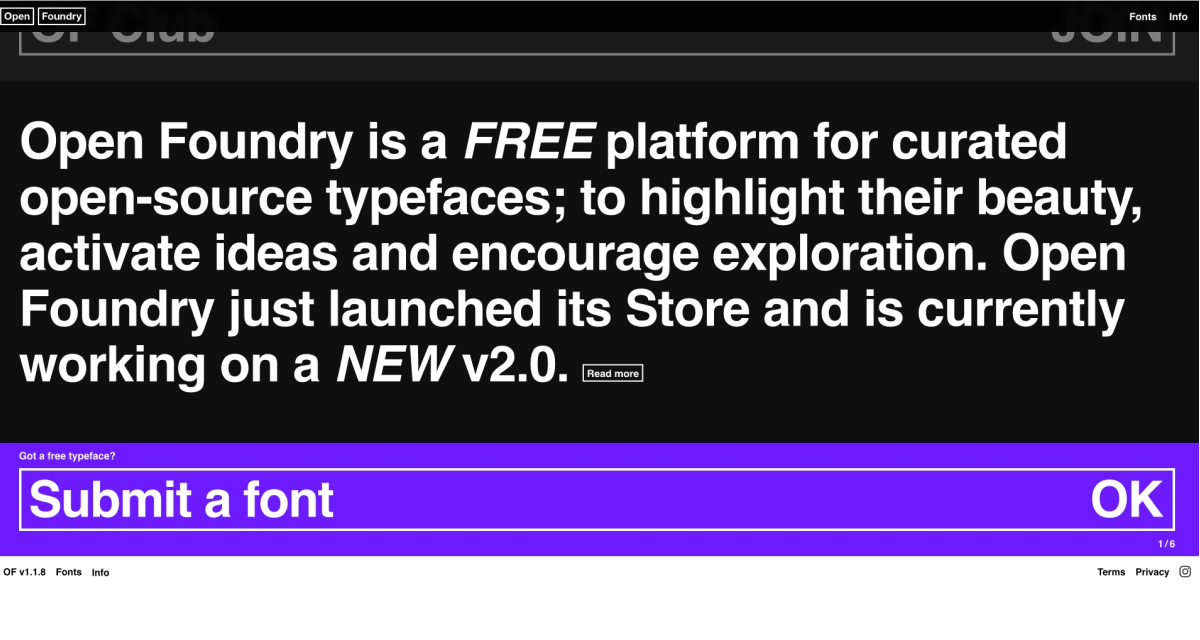 Open Foundry
Fonts Info
OF Club
JOIN
Open Foundry is a FREE platform for curated
open-source typefaces; to highlight their beauty,
activate ideas and encourage exploration. Open
Foundry just launched its Store and is currently
working on a NEW v2.0. Read more
Got a free typeface?
Submit a font
OK
1/6
OF v1.1.8 Fonts Info
Terms Privacy